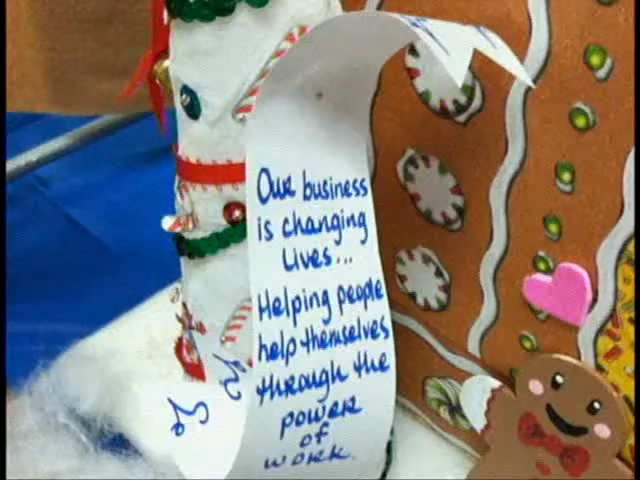 Our business
is changing
Lives...
Helping people
help themselves
through the
power
of
work.